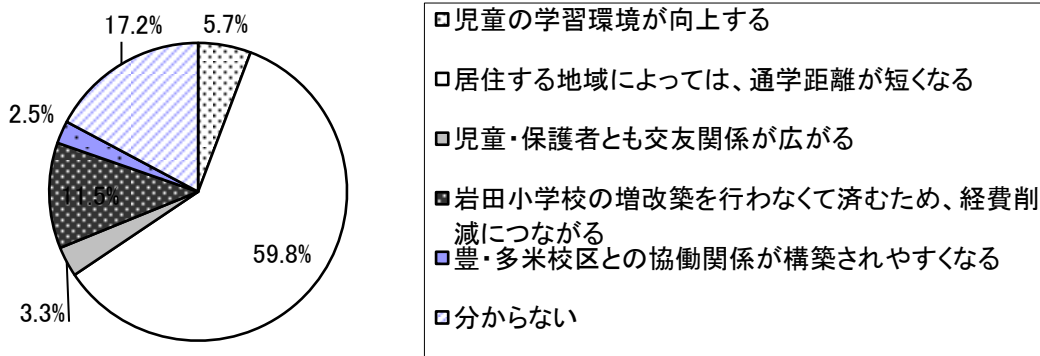 17.2%
5.7%
2.5%
11.5%
59.8%
3.3%
児童の学習環境が向上する
居住する地域によっては、通学距離が短くなる
児童・保護者とも交友関係が広がる
岩田小学校の増改築を行わなくて済むため、経費削
減につながる
豊・多米校区との協働関係が構築されやすくなる
分からない